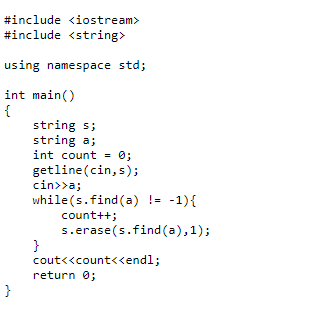 #include <iostream>
#include <string>

using namespace std;

int main()
{
    string s;
    string a;
    int count = 0;
    getline(cin,s);
    cin>>a;
    while(s.find(a) != -1){
        count++;
        s.erase(s.find(a),1);
    }
    cout<<count<<endl;
    return 0;
}